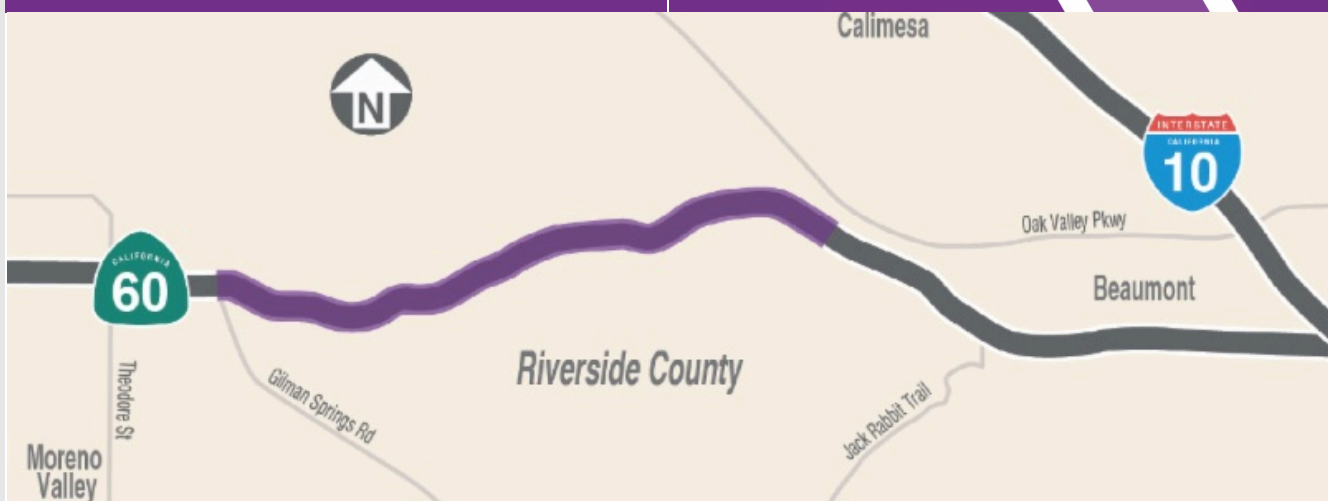 Calimesa
N
INTERSTATE
CALIFORNIA
10
Oak Valley Pkwy
CALIFORNIA
60
Beaumont
Riverside County
Theodore St
Gilman Springs Rd
Jack Rabbit Trail
Moreno
Valley